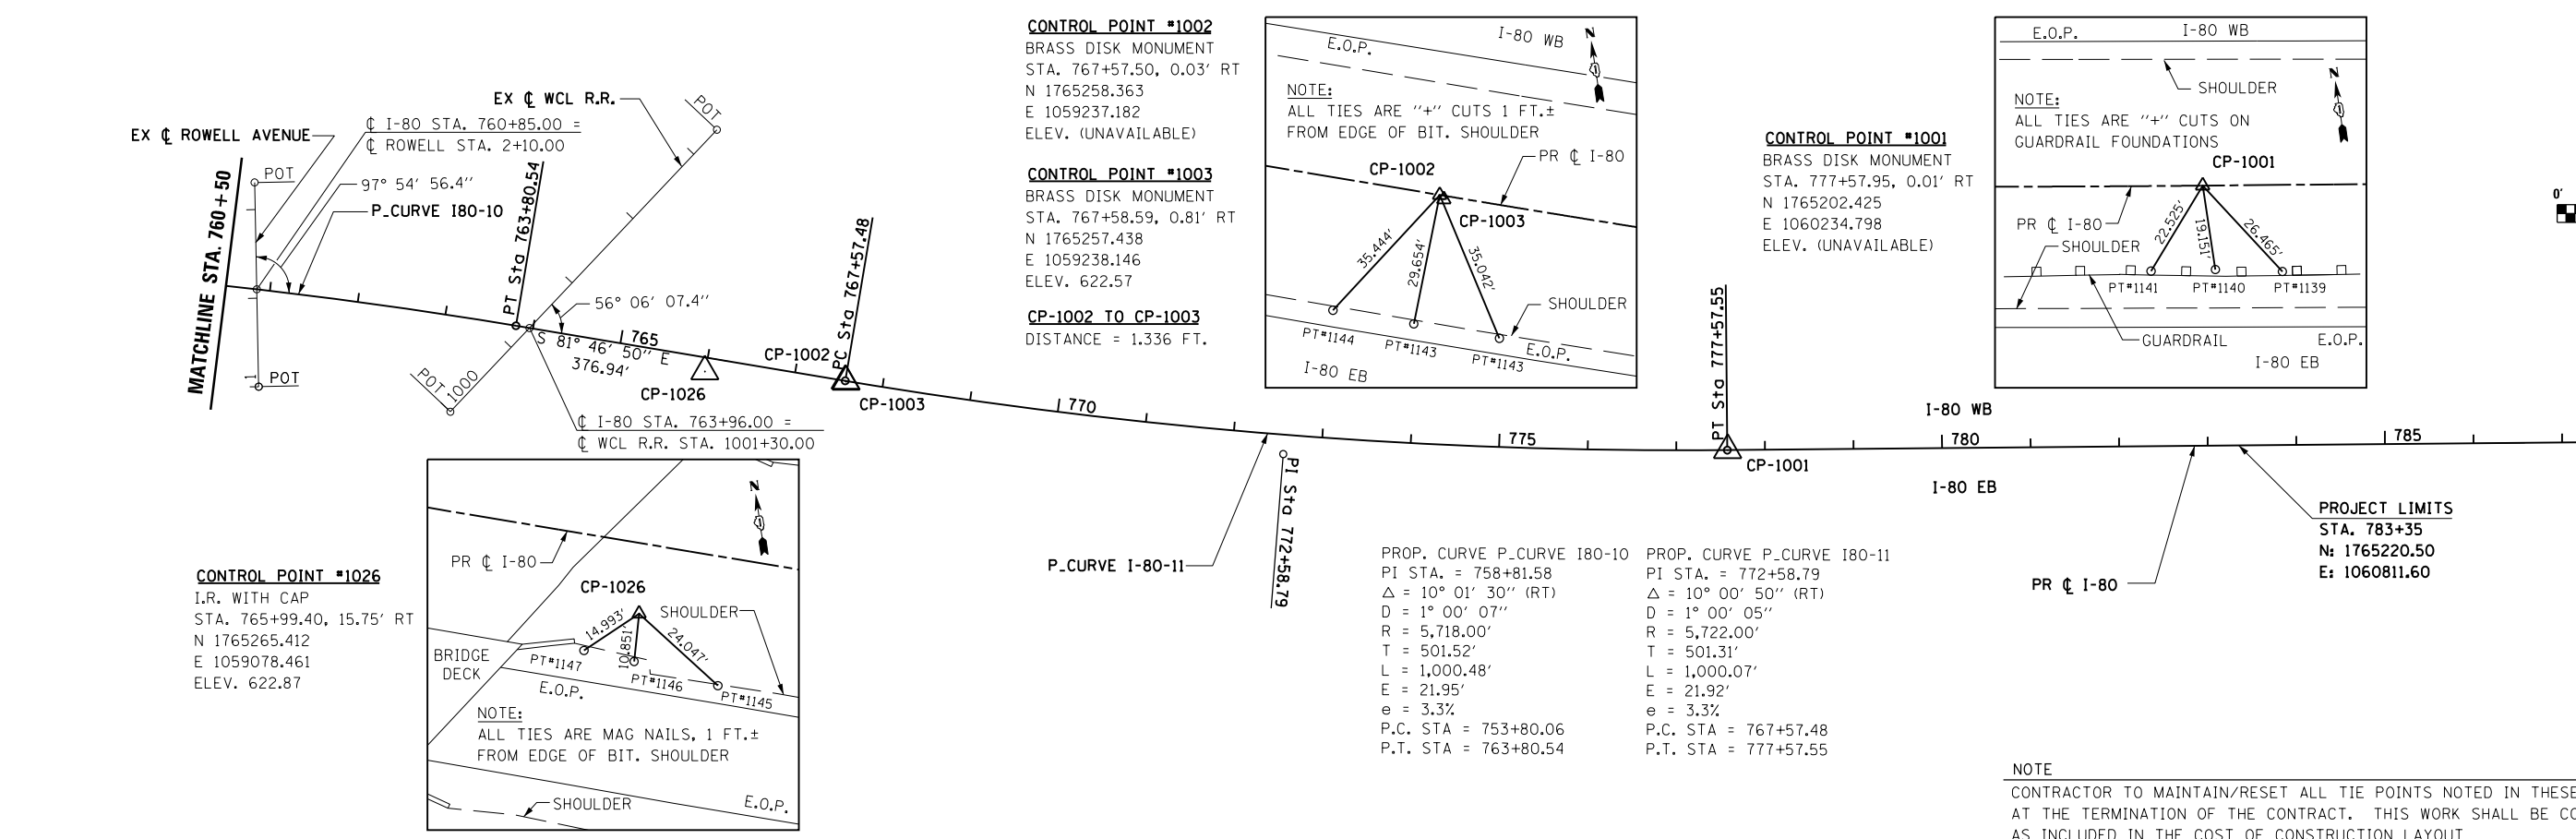 EX ℄ ROWELL AVENUE
℄ I-80 STA. 760+85.00 =
℄ ROWELL STA. 2+10.00
97° 54' 56.4"
P_CURVE I80-10
MATCHLINE STA. 760+50
POT
1
POT
EX ℄ WCL R.R.
POT
PT Sta 763+80.54
56° 06' 07.4"
765
S 81° 46' 50" E
376.94'
POT
1000
CP-1026
℄ I-80 STA. 763+96.00 =
℄ WCL R.R. STA. 1001+30.00
CP-1002
PC Sta 767+57.48
CP-1003
770
775
PI Sta 772+58.79
P_CURVE I-80-11
PT Sta 777+57.55
CP-1001
I-80 WB
780
I-80 EB
785
PR ℄ I-80
PROJECT LIMITS
STA. 783+35
N: 1765220.50
E: 1060811.60
0'
CONTROL POINT #1002
BRASS DISK MONUMENT
STA. 767+57.50, 0.03' RT
N 1765258.363
E 1059237.182
ELEV. (UNAVAILABLE)
CONTROL POINT #1003
BRASS DISK MONUMENT
STA. 767+58.59, 0.81' RT
N 1765257.438
E 1059238.146
ELEV. 622.57
CP-1002 TO CP-1003
DISTANCE = 1.336 FT.
E.O.P.
I-80 WB
N
NOTE:
ALL TIES ARE "+" CUTS 1 FT.±
FROM EDGE OF BIT. SHOULDER
PR ℄ I-80
CP-1002
CP-1003
35.444'
29.654'
35.042'
SHOULDER
PT#1144
PT#1143
PT#1143
E.O.P.
I-80 EB
CONTROL POINT #1001
BRASS DISK MONUMENT
STA. 777+57.95, 0.01' RT
N 1765202.425
E 1060234.798
ELEV. (UNAVAILABLE)
E.O.P.
I-80 WB
SHOULDER
N
NOTE:
ALL TIES ARE "+" CUTS ON
GUARDRAIL FOUNDATIONS
CP-1001
PR ℄ I-80
SHOULDER
22.525'
19.151'
26.465'
PT#1141
PT#1140
PT#1139
GUARDRAIL
E.O.P.
I-80 EB
CONTROL POINT #1026
I.R. WITH CAP
STA. 765+99.40, 15.75' RT
N 1765265.412
E 1059078.461
ELEV. 622.87
N
PR ℄ I-80
CP-1026
SHOULDER
14.993'
10.851'
24.047'
BRIDGE
DECK
PT#1147
PT#1146
PT#1145
E.O.P.
NOTE:
ALL TIES ARE MAG NAILS, 1 FT.±
FROM EDGE OF BIT. SHOULDER
SHOULDER
E.O.P.
PROP. CURVE P_CURVE I80-10
PI STA. = 758+81.58
Δ = 10° 01' 30" (RT)
D = 1° 00' 07"
R = 5,718.00'
T = 501.52'
L = 1,000.48'
E = 21.95'
e = 3.3%
P.C. STA = 753+80.06
P.T. STA = 763+80.54
PROP. CURVE P_CURVE I80-11
PI STA. = 772+58.79
Δ = 10° 00' 50" (RT)
D = 1° 00' 05"
R = 5,722.00'
T = 501.31'
L = 1,000.07'
E = 21.92'
e = 3.3%
P.C. STA = 767+57.48
P.T. STA = 777+57.55
NOTE
CONTRACTOR TO MAINTAIN/RESET ALL TIE POINTS NOTED IN THESE
AT THE TERMINATION OF THE CONTRACT. THIS WORK SHALL BE
AS INCLUDED IN THE COST OF CONSTRUCTION LAYOUT